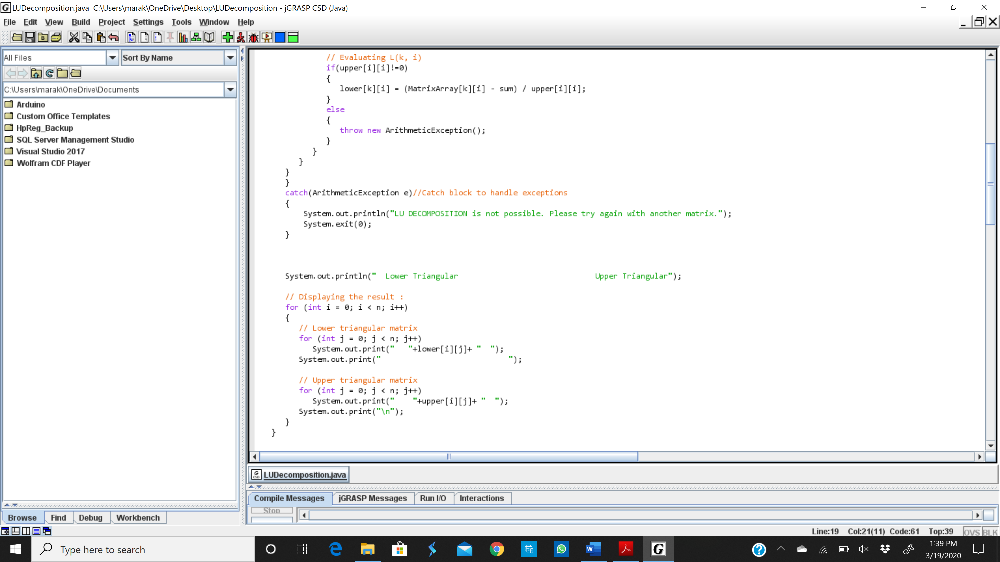 LUDecomposition.java  C:\Users\marak\OneDrive\Desktop\LUDecomposition - jGRASP CSD (Java)
File Edit View Build Project Settings Tools Window Help
All Files Sort By Name
C:\Users\marak\OneDrive\Documents
Arduino
Custom Office Templates
HpReg_Backup
SQL Server Management Studio
Visual Studio 2017
Wolfram CDF Player
// Evaluating L(k, i)
if(upper[i][i]!=0)
{
lower[k][i] = (MatrixArray[k][i] - sum) / upper[i][i];
}
else
{
throw new ArithmeticException();
}
}
}
}
}
catch(ArithmeticException e)//Catch block to handle exceptions
{
System.out.println("LU DECOMPOSITION is not possible. Please try again with another matrix.");
System.exit(0);
}
System.out.println("  Lower Triangular                              Upper Triangular");
// Displaying the result :
for (int i = 0; i < n; i++)
{
// Lower triangular matrix
for (int j = 0; j < n; j++)
System.out.print("   "+lower[i][j]+ "  ");
System.out.print("                            ");
// Upper triangular matrix
for (int j = 0; j < n; j++)
System.out.print("    "+upper[i][j]+ "  ");
System.out.print("\n");
}
}
LUDecomposition.java
Compile Messages jGRASP Messages Run I/O Interactions
Stop
Browse Find Debug Workbench
Line:19 Col:21(11) Code:61 Top:39 OVS BLK
Type here to search
1:39 PM
3/19/2020